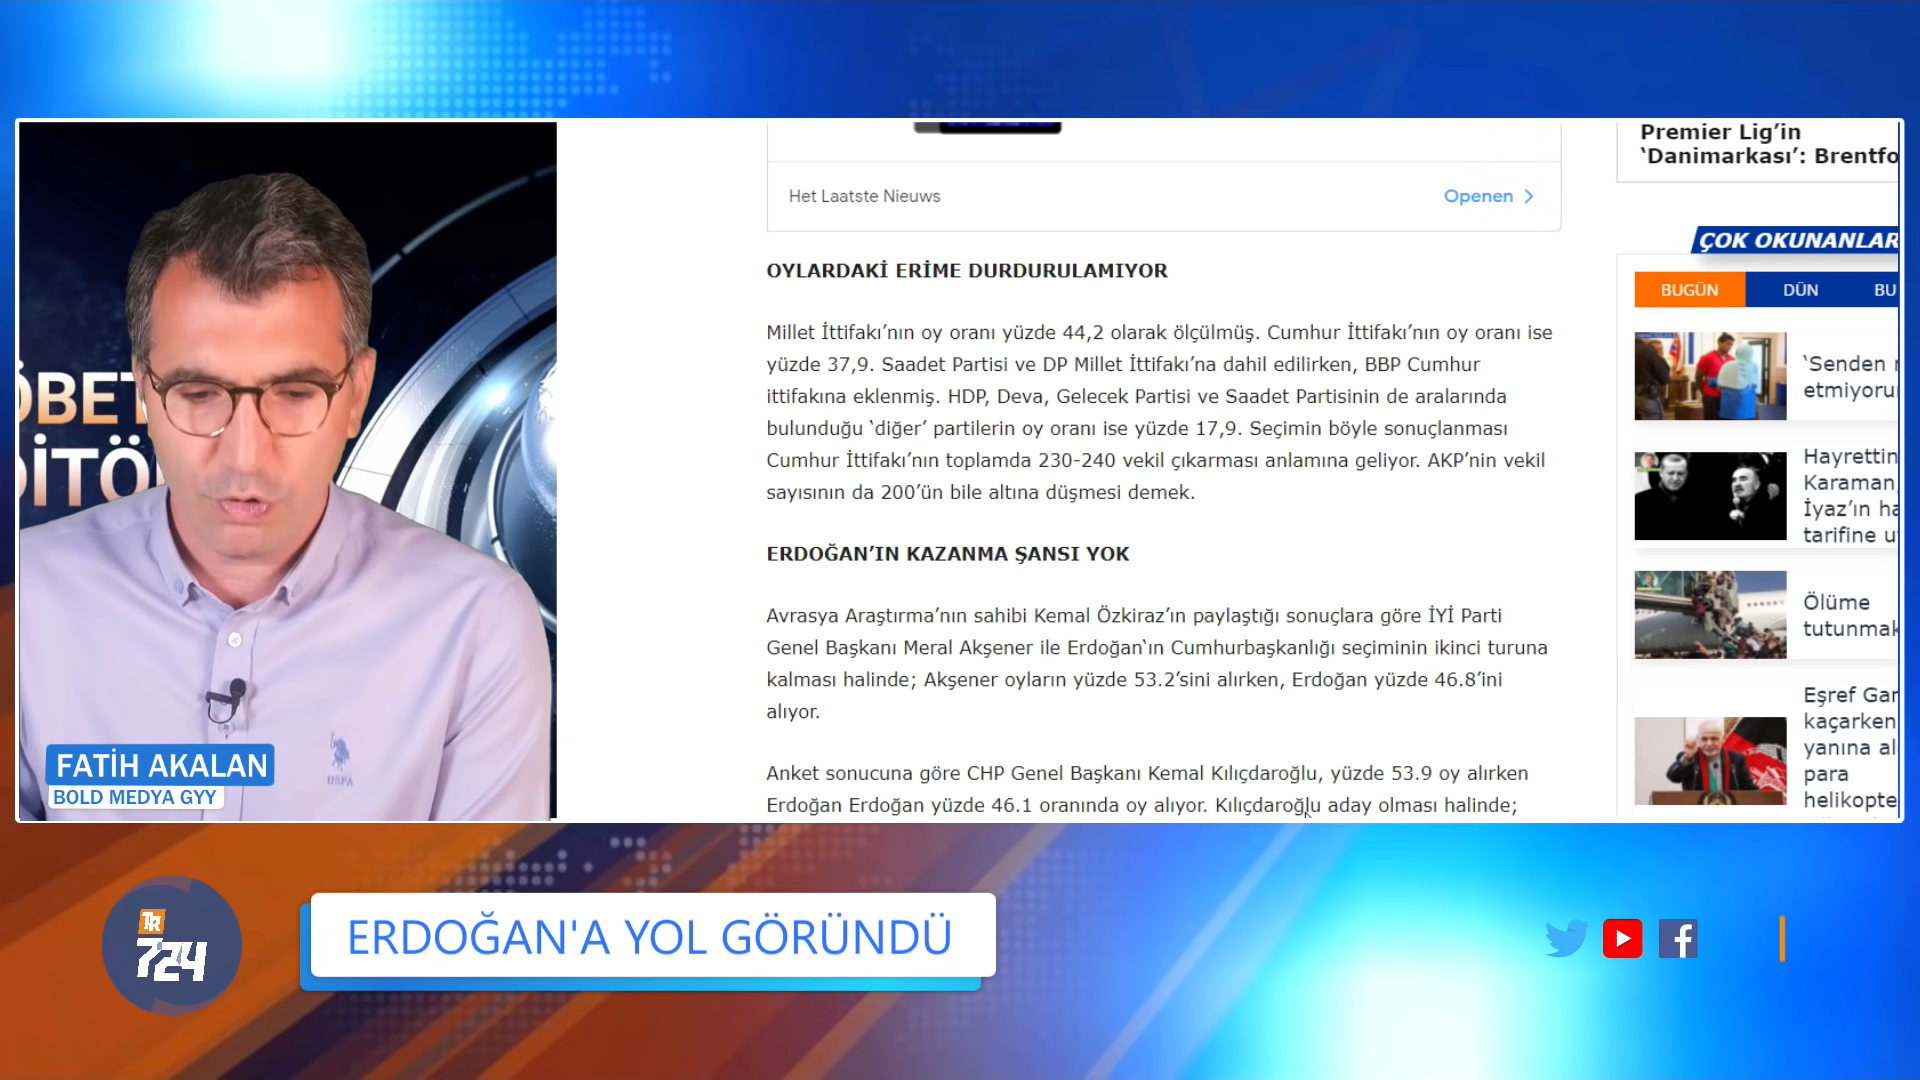 ÖBET
DİTÖ
FATİH AKALAN
BOLD MEDYA GYY
USPA
Het Laatste Nieuws
Openen
OYLARDAKİ ERİME DURDURULAMIYOR
Millet İttifakı’nın oy oranı yüzde 44,2 olarak ölçülmüş. Cumhur İttifakı’nın oy oranı ise
yüzde 37,9. Saadet Partisi ve DP Millet İttifakı’na dahil edilirken, BBP Cumhur
ittifakına eklenmiş. HDP, Deva, Gelecek Partisi ve Saadet Partisinin de aralarında
bulunduğu ‘diğer’ partilerin oy oranı ise yüzde 17,9. Seçimin böyle sonuçlanması
Cumhur İttifakı’nın toplamda 230-240 vekil çıkarması anlamına geliyor. AKP’nin vekil
sayısının da 200’ün bile altına düşmesi demek.
ERDOĞAN’IN KAZANMA ŞANSI YOK
Avrasya Araştırma’nın sahibi Kemal Özkiraz’ın paylaştığı sonuçlara göre İYİ Parti
Genel Başkanı Meral Akşener ile Erdoğan‘ın Cumhurbaşkanlığı seçiminin ikinci turuna
kalması halinde; Akşener oyların yüzde 53.2’sini alırken, Erdoğan yüzde 46.8’ini
alıyor.
Anket sonucuna göre CHP Genel Başkanı Kemal Kılıçdaroğlu, yüzde 53.9 oy alırken
Erdoğan Erdoğan yüzde 46.1 oranında oy alıyor. Kılıçdaroğlu aday olması halinde;
Premier Lig’in
‘Danimarkası’: Brentfo
ÇOK OKUNANLAR
BUGÜN DÜN BU
‘Senden
etmiyoru
Hayrettin
Karaman,
İyaz’ın ha
tarifine u
Ölüme
tutunmak
Eşref Gan
kaçarken
yanına al
para
helikopte
TR
724
ERDOĞAN'A YOL GÖRÜNDÜ